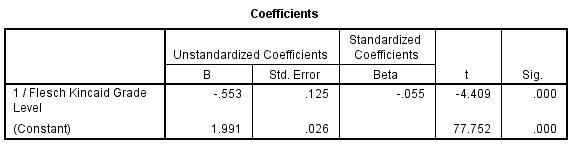 Coefficients
Unstandardized Coefficients Standardized Coefficients
B Std. Error Beta t Sig.
1 / Flesch Kincaid Grade Level -.553 .125 -.055 -4.409 .000
(Constant) 1.991 .026 77.752 .000